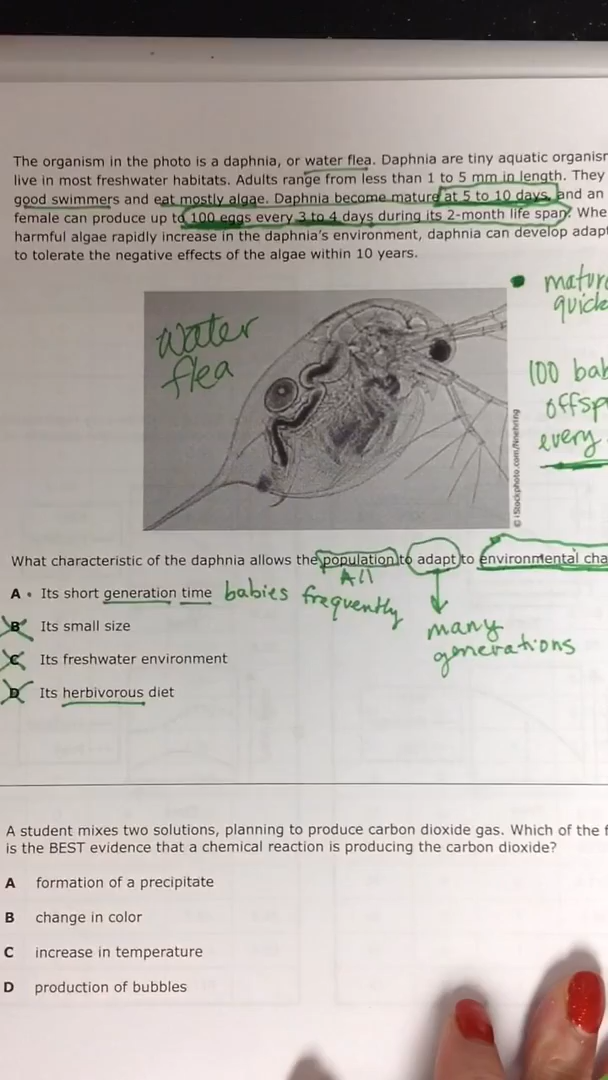 The organism in the photo is a daphnia, or water flea. Daphnia are tiny aquatic organisr
live in most freshwater habitats. Adults range from less than 1 to 5 mm in length. They
good swimmers and eat mostly algae. Daphnia become mature at 5 to 10 days, and an
female can produce up to 100 eggs every 3 to 4 days during its 2-month life span. Whe
harmful algae rapidly increase in the daphnia's environment, daphnia can develop adapt
to tolerate the negative effects of the algae within 10 years.
water
flea
• mature
quick
100 bab
offsp
every
© iStockphoto.com/Nnehring
What characteristic of the daphnia allows the population to adapt to environmental cha
All
A • Its short generation time babies frequently
B Its small size
many
generations
C Its freshwater environment
D Its herbivorous diet
A student mixes two solutions, planning to produce carbon dioxide gas. Which of the f
is the BEST evidence that a chemical reaction is producing the carbon dioxide?
A formation of a precipitate
B change in color
C increase in temperature
D production of bubbles